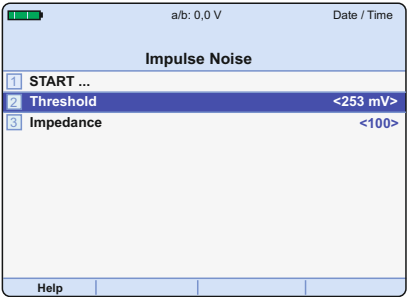 a/b: 0,0 V Date / Time
Impulse Noise
1 START ...
2 Threshold <253 mV>
3 Impedance <100>
Help